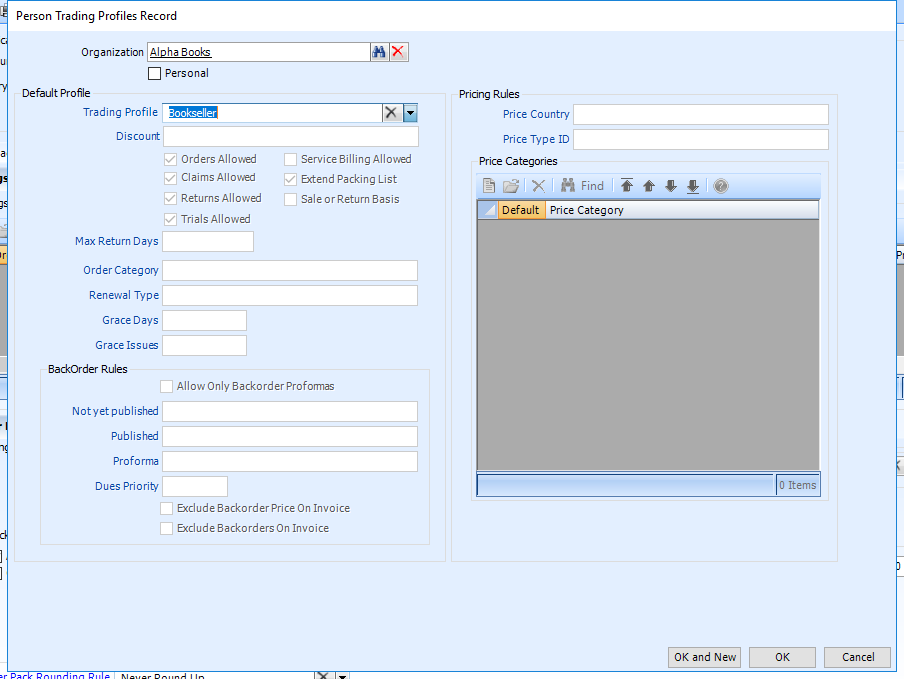 Person Trading Profiles Record
Organization Alpha Books
Personal
Default Profile
Trading Profile Bookseller
Discount
Orders Allowed Service Billing Allowed
Claims Allowed Extend Packing List
Returns Allowed Sale or Return Basis
Trials Allowed
Max Return Days
Order Category
Renewal Type
Grace Days
Grace Issues
BackOrder Rules
Allow Only Backorder Proformas
Not yet published
Published
Proforma
Dues Priority
Exclude Backorder Price On Invoice
Exclude Backorders On Invoice
Pricing Rules
Price Country
Price Type ID
Price Categories
Find
Default Price Category
0 Items
OK and New OK Cancel
er Pack Rounding Rule Never Round Up